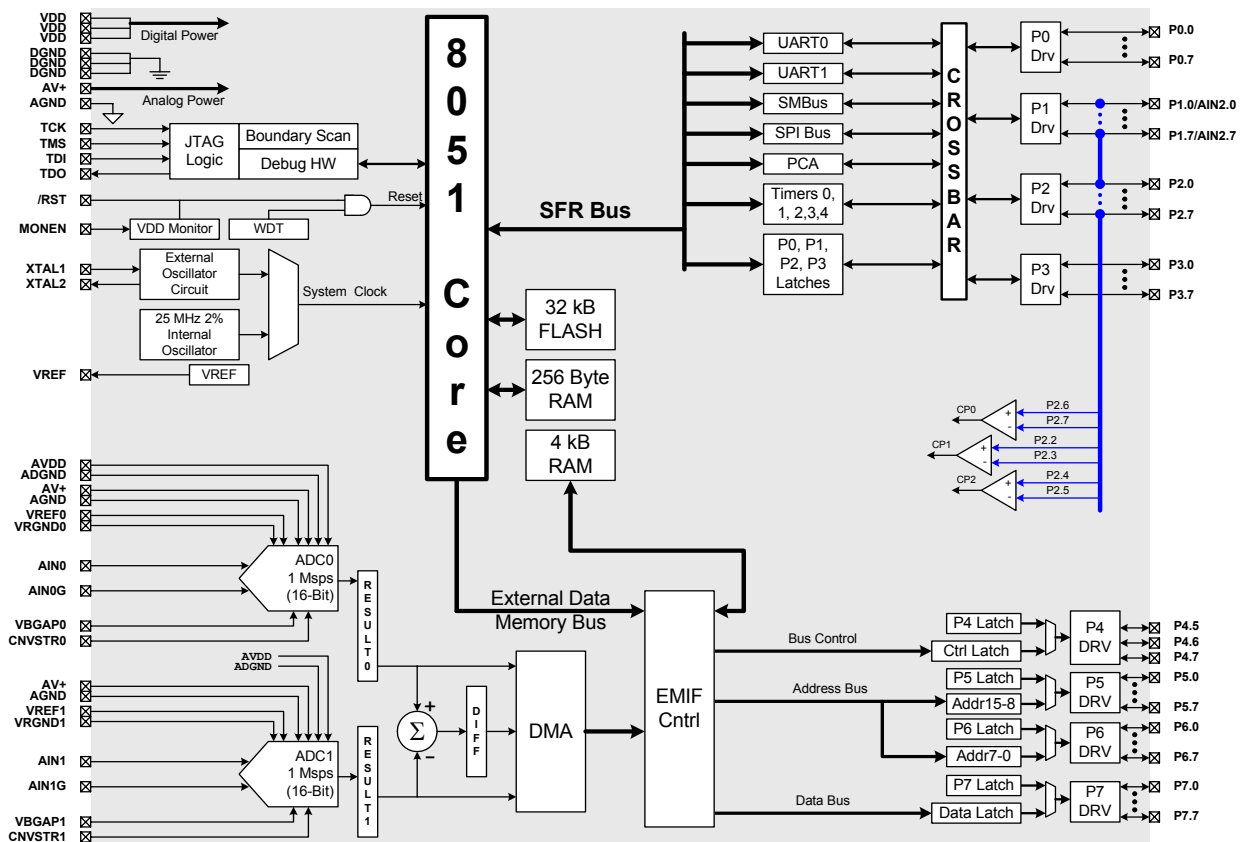 VDD
VDD
VDD
Digital Power
DGND
DGND
DGND
AV+
Analog Power
AGND
TCK
TMS
TDI
TDO
JTAG
Logic
Boundary Scan
Debug HW
/RST
Reset
MONEN
VDD Monitor
WDT
XTAL1
XTAL2
External
Oscillator
Circuit
System Clock
25 MHz 2%
Internal
Oscillator
VREF
VREF
8051 Core
SFR Bus
32 kB
FLASH
256 Byte
RAM
4 kB
RAM
UART0
UART1
SMBus
SPI Bus
PCA
Timers 0,
1, 2,3,4
P0, P1,
P2, P3
Latches
CROSSBAR
P0
Drv
P1
Drv
P2
Drv
P3
Drv
P0.0
P0.7
P1.0/AIN2.0
P1.7/AIN2.7
P2.0
P2.7
P3.0
P3.7
CP0
+
-
P2.6
P2.7
CP1
+
-
P2.2
P2.3
CP2
+
-
P2.4
P2.5
AVDD
ADGND
AV+
AGND
VREF0
VRGND0
AIN0
AIN0G
VBGAP0
CNVSTR0
ADC0
1 Msps
(16-Bit)
RESULT0
AVDD
ADGND
AV+
AGND
VREF1
VRGND1
AIN1
AIN1G
VBGAP1
CNVSTR1
ADC1
1 Msps
(16-Bit)
RESULT1
+
Σ
−
DIFF
DMA
External Data
Memory Bus
EMIF
Cntrl
Bus Control
Address Bus
Data Bus
P4 Latch
Ctrl Latch
P4
DRV
P4.5
P4.6
P4.7
P5 Latch
Addr15-8
P5
DRV
P5.0
P5.7
P6 Latch
Addr7-0
P6
DRV
P6.0
P6.7
P7 Latch
Data Latch
P7
DRV
P7.0
P7.7